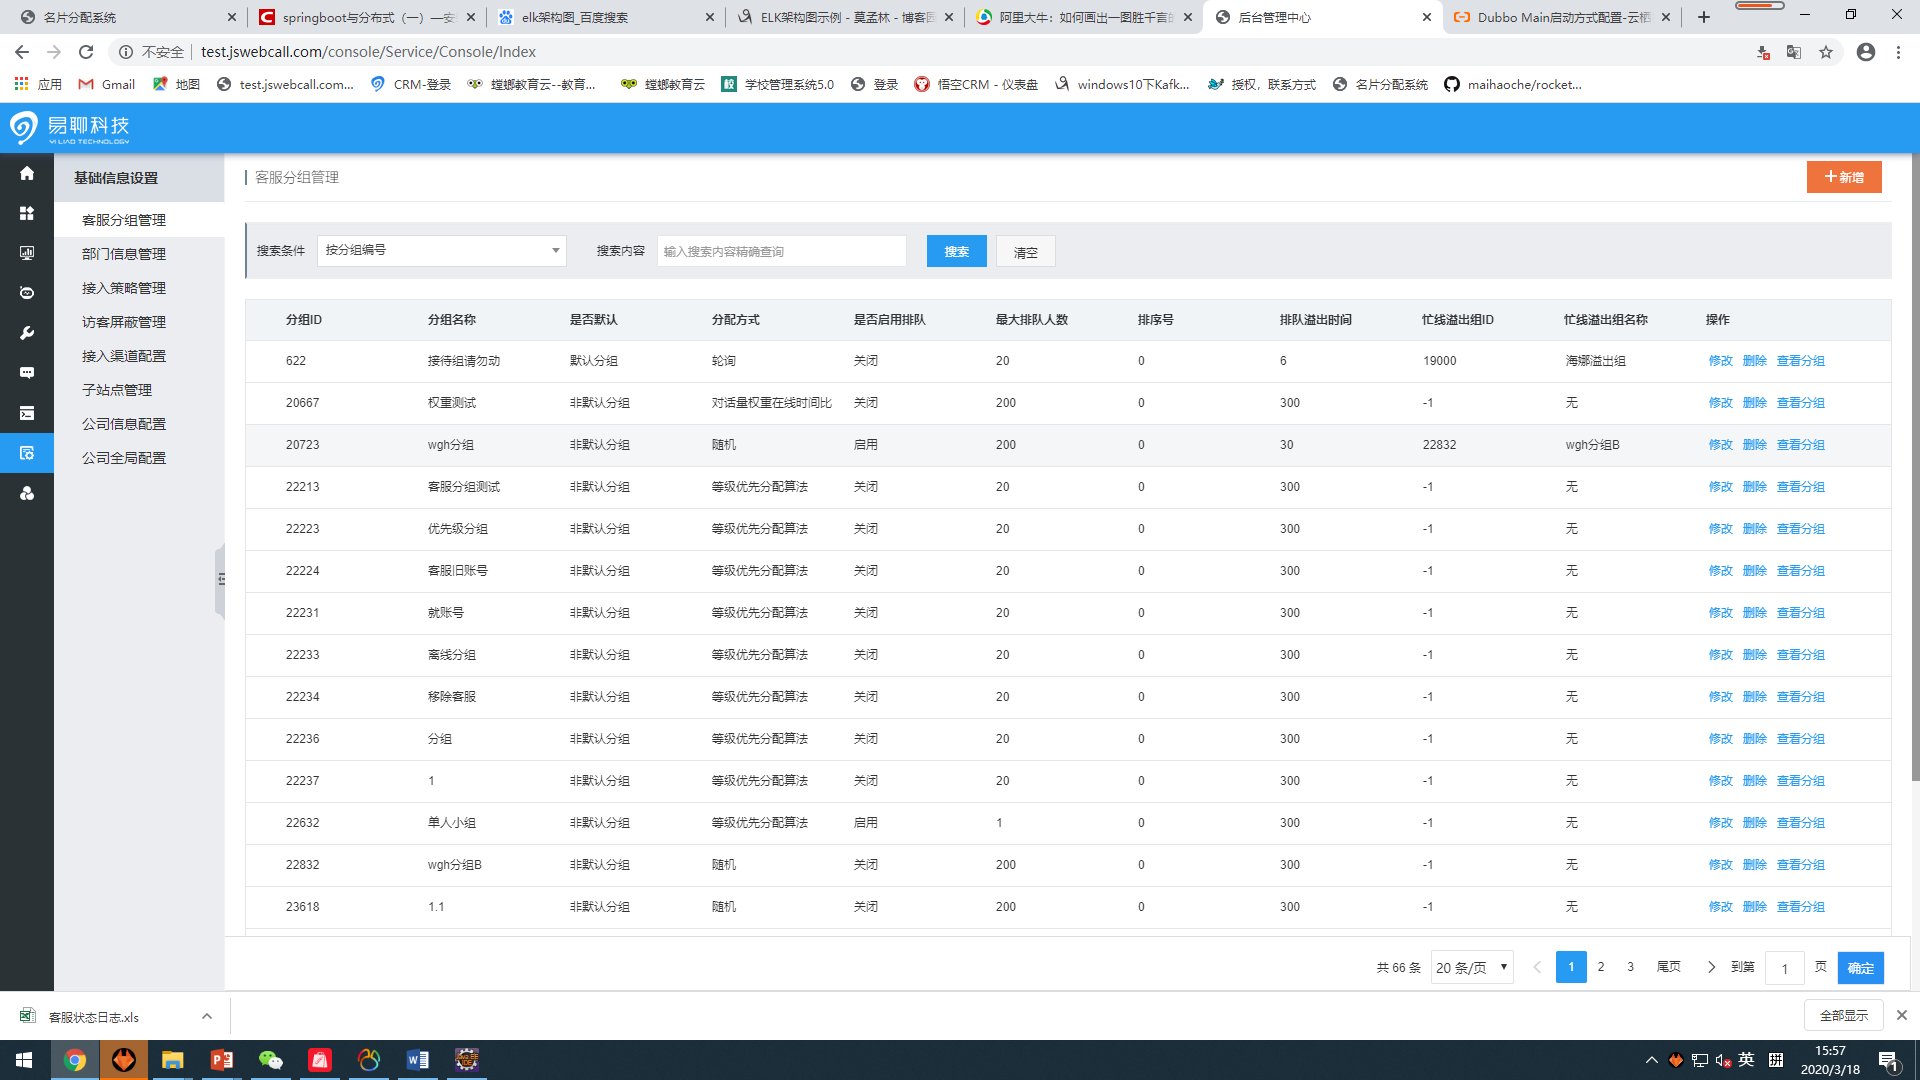 名片分配系统
springboot与分布式（一）—安
elk架构图_百度搜索
ELK架构图示例 - 莫孟林 - 博客园
阿里大牛：如何画出一图胜千言的
后台管理中心
Dubbo Main启动方式配置-云栖
不安全 test.jswebcall.com/console/Service/Console/Index
应用 Gmail 地图 test.jswebcall.com... CRM-登录 螳螂教育云--教育... 螳螂教育云 学校管理系统5.0 登录 悟空CRM - 仪表盘 windows10下Kafk... 授权，联系方式 名片分配系统 maihaoche/rocket...
易聊科技
YI LIAO TECHNOLOGY
基础信息设置
客服分组管理
部门信息管理
接入策略管理
访客屏蔽管理
接入渠道配置
子站点管理
公司信息配置
公司全局配置
客服分组管理
新增
搜索条件 按分组编号 搜索内容 输入搜索内容精确查询 搜索 清空
分组ID 分组名称 是否默认 分配方式 是否启用排队 最大排队人数 排序号 排队溢出时间 忙线溢出组ID 忙线溢出组名称 操作
622 接待组请勿动 默认分组 轮询 关闭 20 0 6 19000 海娜溢出组 修改 删除 查看分组
20667 权重测试 非默认分组 对话量权重在线时间比 关闭 200 0 300 -1 无 修改 删除 查看分组
20723 wgh分组 非默认分组 随机 启用 200 0 30 22832 wgh分组B 修改 删除 查看分组
22213 客服分组测试 非默认分组 等级优先分配算法 关闭 20 0 300 -1 无 修改 删除 查看分组
22223 优先级分组 非默认分组 等级优先分配算法 关闭 20 0 300 -1 无 修改 删除 查看分组
22224 客服旧账号 非默认分组 等级优先分配算法 关闭 20 0 300 -1 无 修改 删除 查看分组
22231 就账号 非默认分组 等级优先分配算法 关闭 20 0 300 -1 无 修改 删除 查看分组
22233 离线分组 非默认分组 等级优先分配算法 关闭 20 0 300 -1 无 修改 删除 查看分组
22234 移除客服 非默认分组 等级优先分配算法 关闭 20 0 300 -1 无 修改 删除 查看分组
22236 分组 非默认分组 等级优先分配算法 关闭 20 0 300 -1 无 修改 删除 查看分组
22237 1 非默认分组 等级优先分配算法 关闭 20 0 300 -1 无 修改 删除 查看分组
22632 单人小组 非默认分组 等级优先分配算法 启用 1 0 300 -1 无 修改 删除 查看分组
22832 wgh分组B 非默认分组 随机 关闭 200 0 300 -1 无 修改 删除 查看分组
23618 1.1 非默认分组 随机 关闭 200 0 300 -1 无 修改 删除 查看分组
共 66 条 20 条/页 1 2 3 尾页 到第 1 页 确定
客服状态日志.xls
全部显示
英
拼
15:57
2020/3/18
1